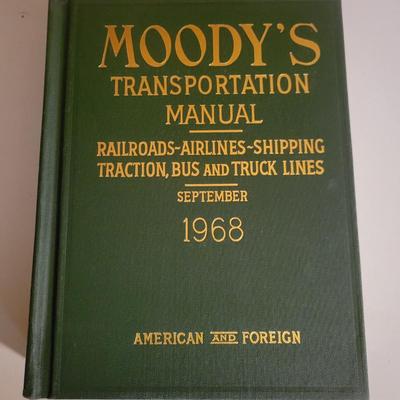 MOODY'S
TRANSPORTATION
MANUAL
RAILROADS~AIRLINES~SHIPPING
TRACTION, BUS AND TRUCK LINES
SEPTEMBER
1968
AMERICAN AND FOREIGN